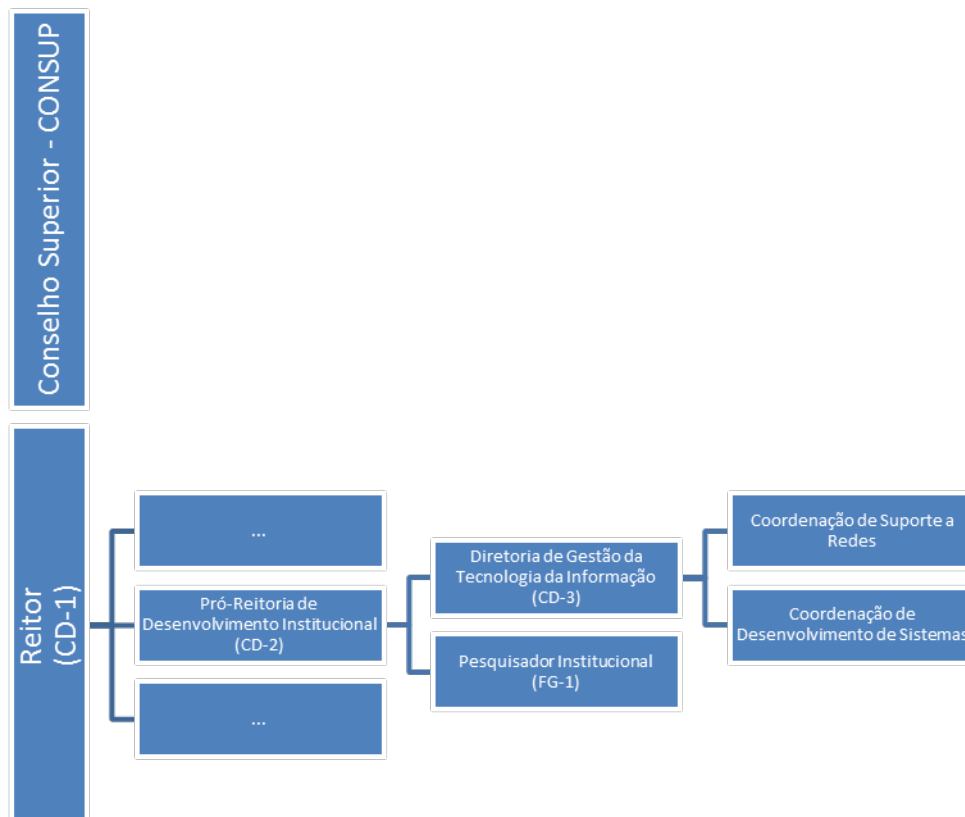 Conselho Superior - CONSUP
Reitor
(CD-1)
...
Pró-Reitoria de
Desenvolvimento Institucional
(CD-2)
...
Diretoria de Gestão da
Tecnologia da Informação
(CD-3)
Pesquisador Institucional
(FG-1)
Coordenação de Suporte a
Redes
Coordenação de
Desenvolvimento de Sistemas